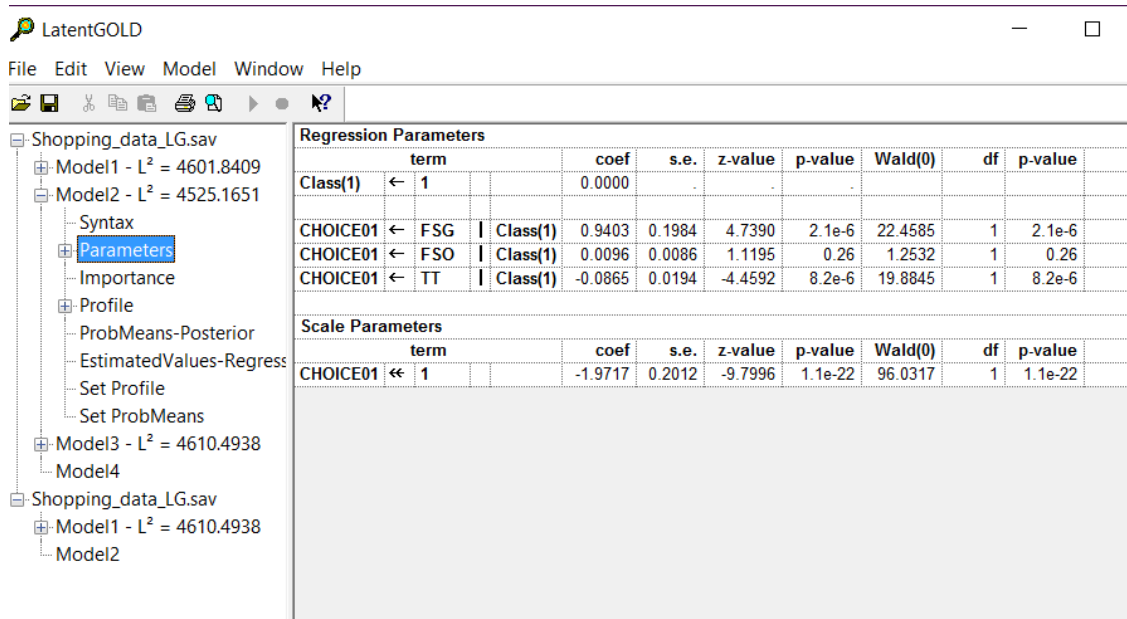 LatentGOLD
File Edit View Model Window Help
Shopping_data_LG.sav
Model1 - L² = 4601.8409
Model2 - L² = 4525.1651
Syntax
Parameters
Importance
Profile
ProbMeans-Posterior
EstimatedValues-Regress
Set Profile
Set ProbMeans
Model3 - L² = 4610.4938
Model4
Shopping_data_LG.sav
Model1 - L² = 4610.4938
Model2
Regression Parameters
term coef s.e. z-value p-value Wald(0) df p-value
Class(1) ← 1 0.0000 . . .
CHOICE01 ← FSG | Class(1) 0.9403 0.1984 4.7390 2.1e-6 22.4585 1 2.1e-6
CHOICE01 ← FSO | Class(1) 0.0096 0.0086 1.1195 0.26 1.2532 1 0.26
CHOICE01 ← TT | Class(1) -0.0865 0.0194 -4.4592 8.2e-6 19.8845 1 8.2e-6
Scale Parameters
term coef s.e. z-value p-value Wald(0) df p-value
CHOICE01 « 1 -1.9717 0.2012 -9.7996 1.1e-22 96.0317 1 1.1e-22